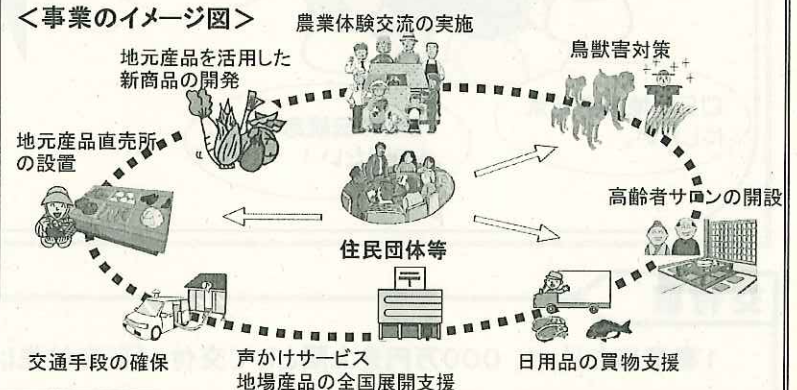 <事業のイメージ図>
農業体験交流の実施
地元産品を活用した
新商品の開発
鳥獣害対策
地元産品直売所
の設置
高齢者サロンの開設
住民団体等
〒
交通手段の確保
声かけサービス
地場産品の全国展開支援
日用品の買物支援